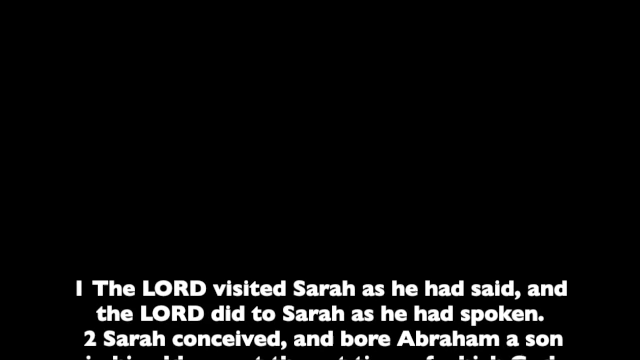 1 The LORD visited Sarah as he had said, and
the LORD did to Sarah as he had spoken.
2 Sarah conceived, and bore Abraham a son